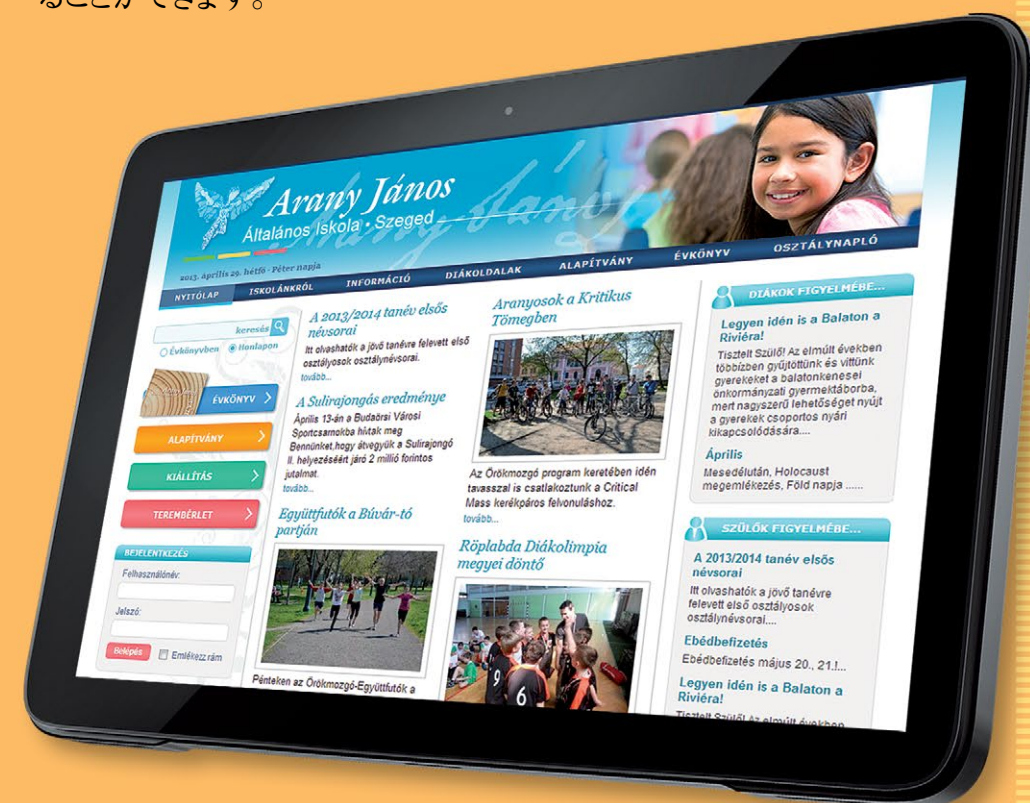 ることができます。
Arany János
Általános Iskola • Szeged
2013. április 29. hétfő - Péter napja
NYITÓLAP
ISKOLÁNKRÓL
INFORMÁCIÓ
DIÁKOLDALAK
ALAPÍTVÁNY
ÉVKÖNYV
OSZTÁLYNAPLÓ
keresés
Évkönyvben
Honlapon
ÉVKÖNYV
ALAPÍTVÁNY
KIÁLLÍTÁS
TEREMBÉRLET
BEJELENTKEZÉS
Felhasználónév:
Jelszó:
Belépés
Emlékezz rám
A 2013/2014 tanév elsős
névsorai
Itt olvashatók a jövő tanévre felevett első
osztályosok osztálynévsorai.
tovább...
A Sulirajongás eredménye
Április 13-án a Budaörsi Városi
Sportcsarnokba hívtak meg
Bennünket,hogy átvegyük a Sulirajongó
II. helyezéséért járó 2 millió forintos
jutalmat.
tovább...
Együttfutók a Búvár-tó
partján
Pénteken az Örökmozgó-Együttfutók a
Aranyosok a Kritikus
Tömegben
Az Örökmozgó program keretében idén
tavasszal is csatlakoztunk a Critical
Mass kerékpáros felvonuláshoz.
tovább...
Röplabda Diákolimpia
megyei döntő
9
6
DIÁKOK FIGYELMÉBE...
Legyen idén is a Balaton a
Riviéra!
Tisztelt Szülő! Az elmúlt években
többízben gyűjtöttünk és vittünk
gyerekeket a balatonkenesei
önkormányzati gyermektáborba,
mert nagyszerű lehetőséget nyújt
a gyerekek csoportos nyári
kikapcsolódására....
Április
Mesedélután, Holocaust
megemlékezés, Föld napja ......
SZÜLŐK FIGYELMÉBE...
A 2013/2014 tanév elsős
névsorai
Itt olvashatók a jövő tanévre
felevett első osztályosok
osztálynévsorai....
Ebédbefizetés
Ebédbefizetés május 20., 21.!...
Legyen idén is a Balaton a
Riviéra!
Tisztelt Szülő! Az elmúlt években